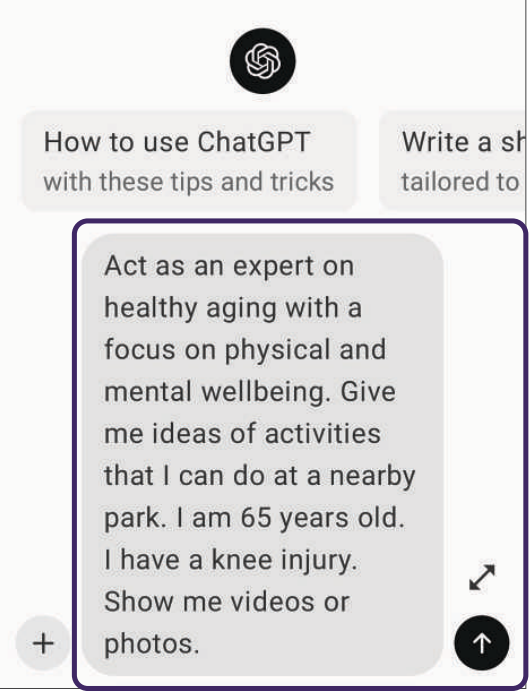 How to use ChatGPT
with these tips and tricks
Write a sh
tailored to
Act as an expert on
healthy aging with a
focus on physical and
mental wellbeing. Give
me ideas of activities
that I can do at a nearby
park. I am 65 years old.
I have a knee injury.
Show me videos or
photos.